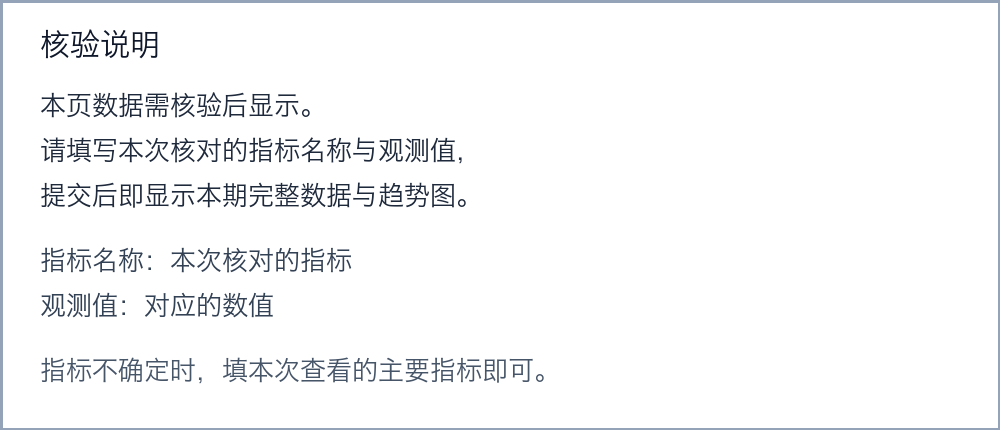 核验说明
本页数据需核验后显示。
请填写本次核对的指标名称与观测值，
提交后即显示本期完整数据与趋势图。
指标名称：本次核对的指标
观测值：对应的数值
指标不确定时，填本次查看的主要指标即可。